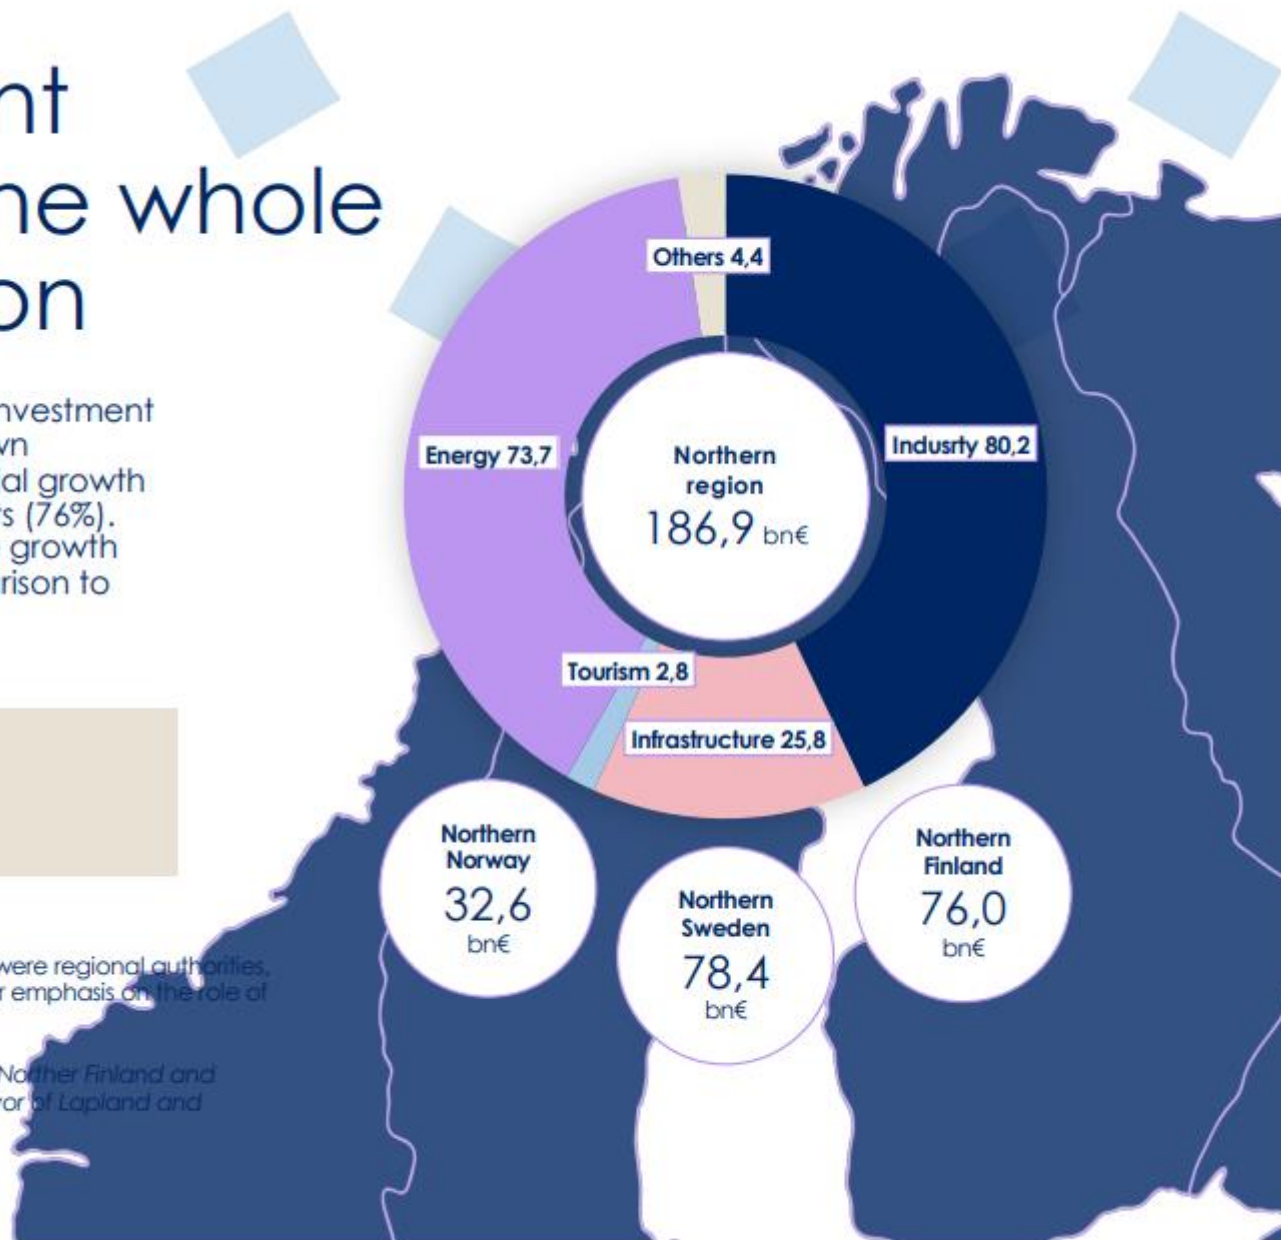 nt
he whole
on
nvestment
wn
al growth
s (76%).
growth
rison to
were regional authorities,
r emphasis on the role of
Norther Finland and
or of Lapland and
Others 4,4
Energy 73,7
Indusrty 80,2
Northern
region
186,9 bn€
Tourism 2,8
Infrastructure 25,8
Northern
Norway
32,6
bn€
Northern
Sweden
78,4
bn€
Northern
Finland
76,0
bn€